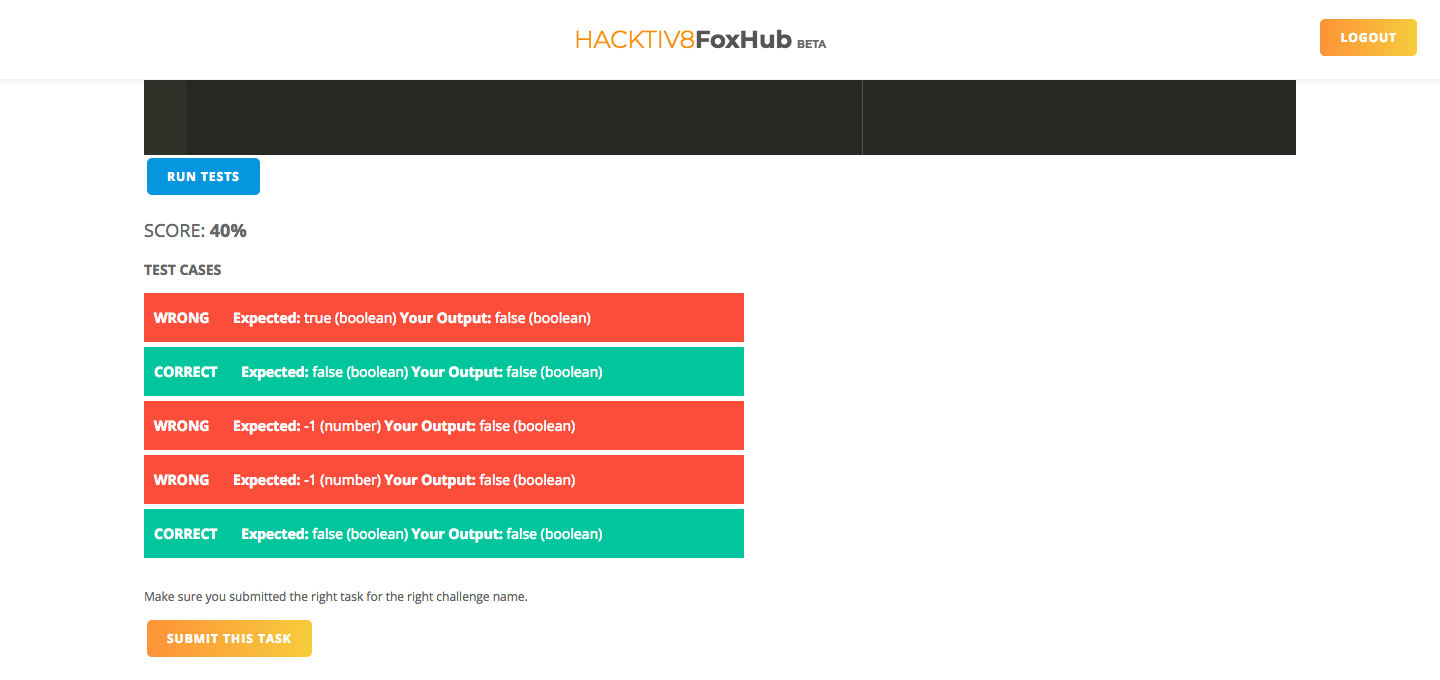 HACKTIV8FoxHub BETA
LOGOUT
RUN TESTS
SCORE: 40%
TEST CASES
WRONG Expected: true (boolean) Your Output: false (boolean)
CORRECT Expected: false (boolean) Your Output: false (boolean)
WRONG Expected: -1 (number) Your Output: false (boolean)
WRONG Expected: -1 (number) Your Output: false (boolean)
CORRECT Expected: false (boolean) Your Output: false (boolean)
Make sure you submitted the right task for the right challenge name.
SUBMIT THIS TASK